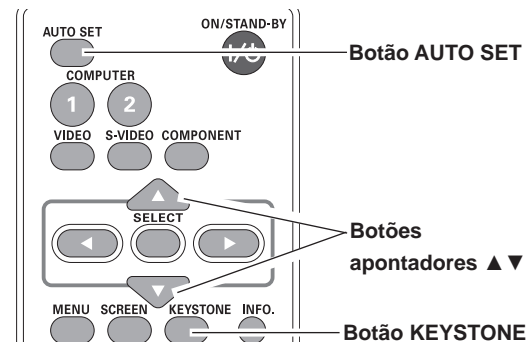 AUTO SET
ON/STAND-BY
I/⏻
Botão AUTO SET
COMPUTER
1 2
VIDEO S-VIDEO COMPONENT
▲
SELECT
◀ ▶
Botões
apontadores ▲▼
▼
MENU SCREEN KEYSTONE INFO.
Botão KEYSTONE